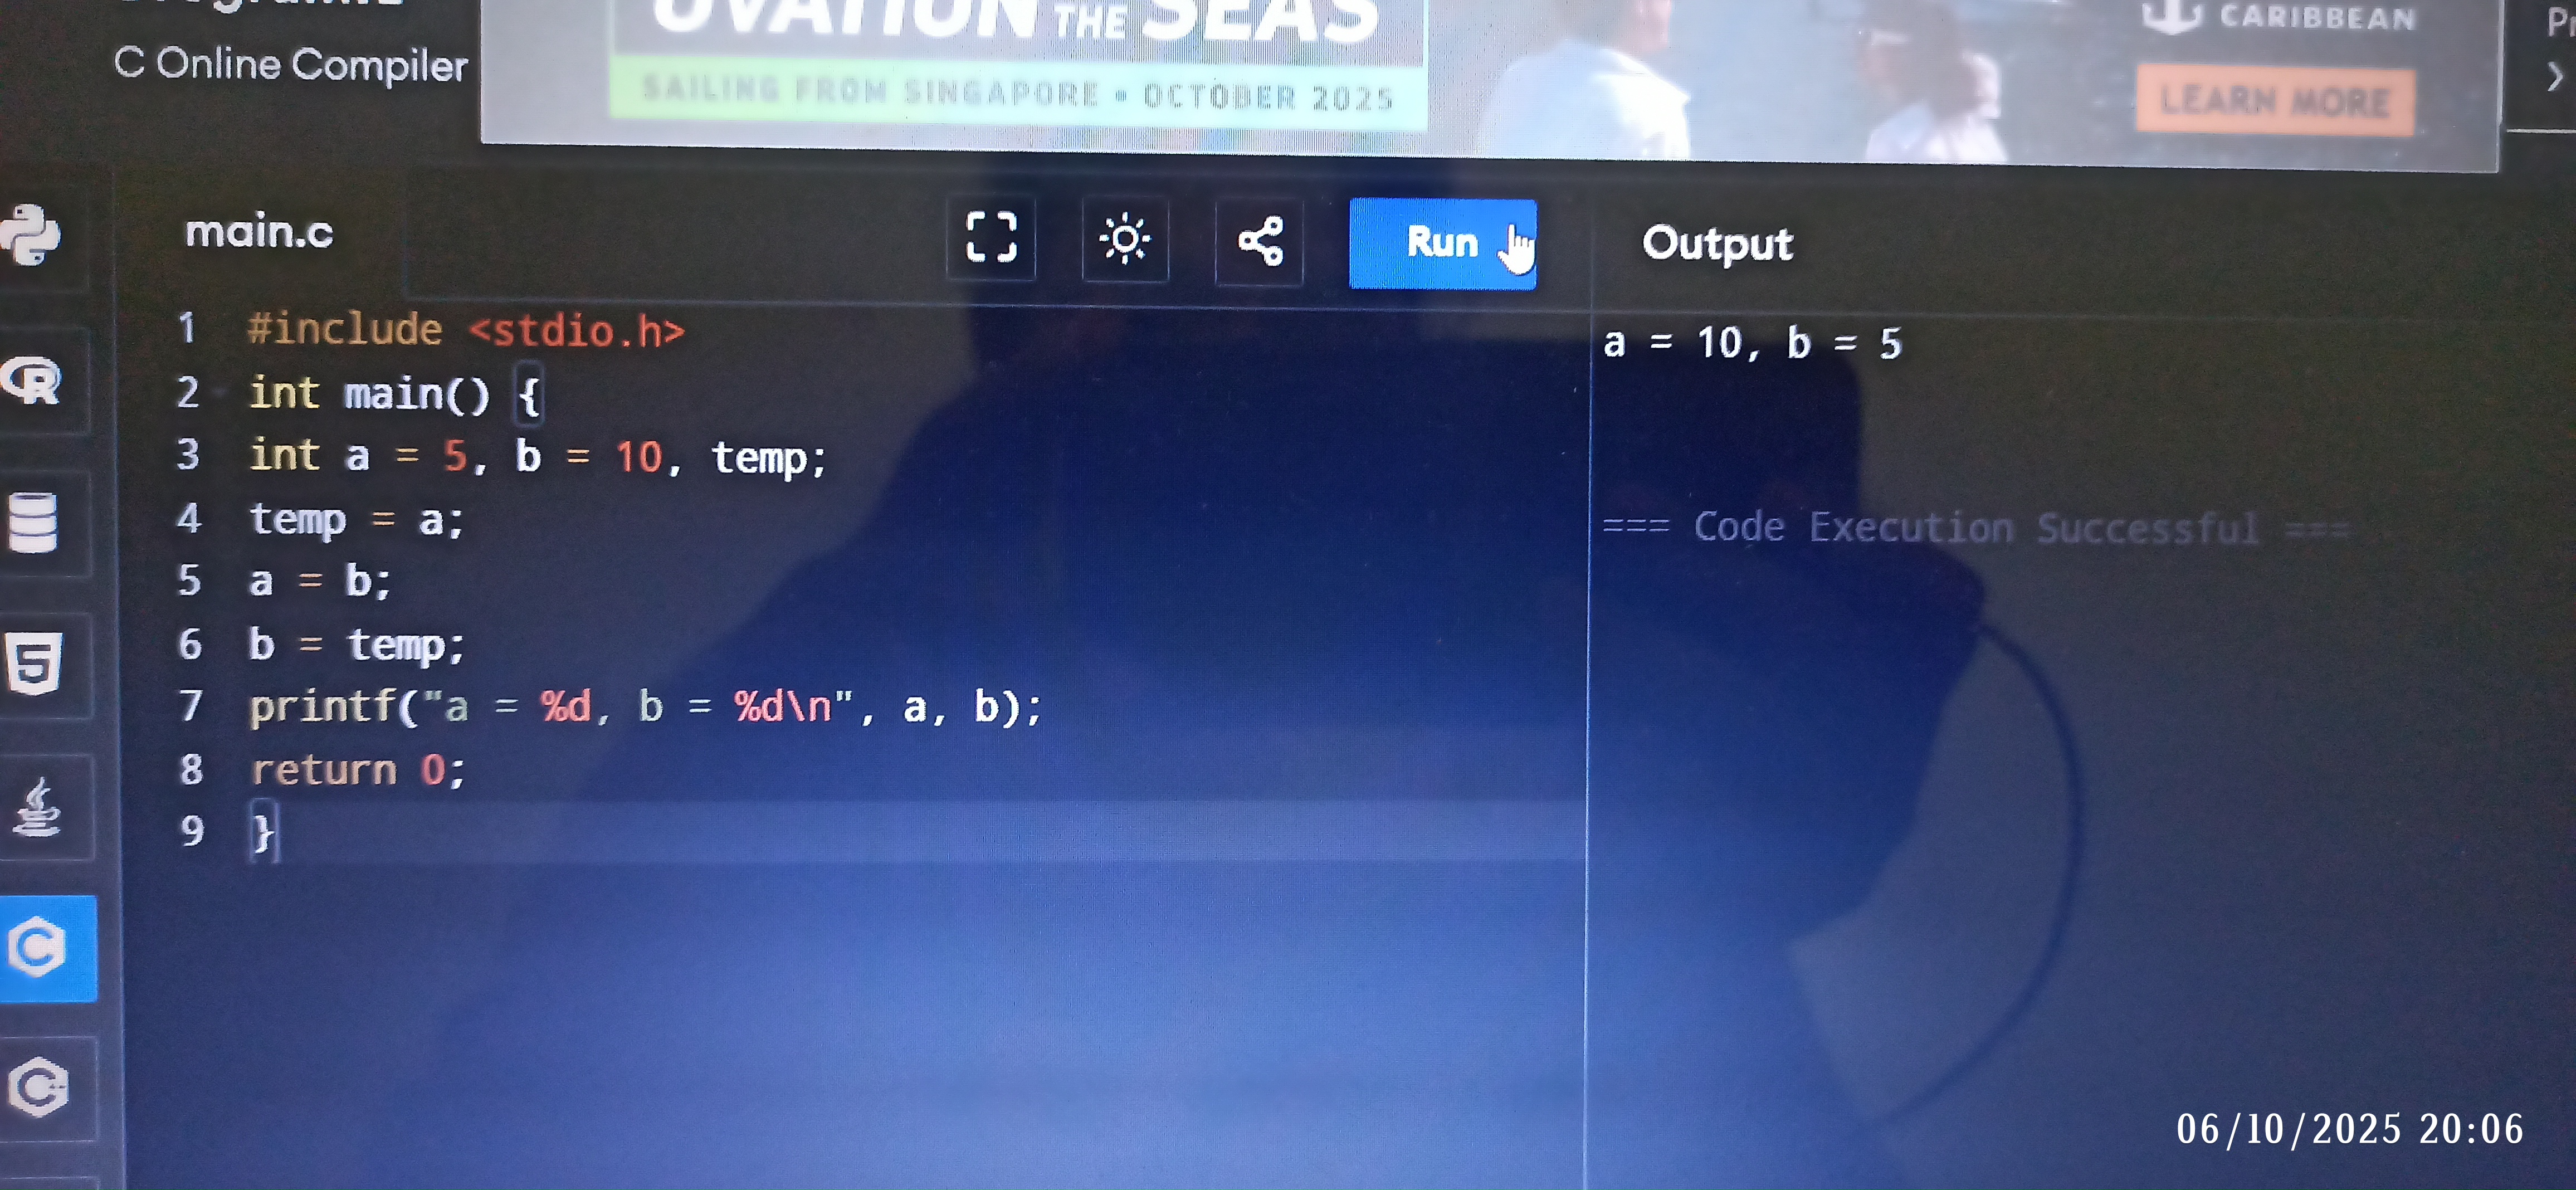 C Online Compiler
OVATION THE SEAS
SAILING FROM SINGAPORE • OCTOBER 2025
CARIBBEAN
LEARN MORE
main.c
Run
Output
1 #include <stdio.h>
2 int main() {
3 int a = 5, b = 10, temp;
4 temp = a;
5 a = b;
6 b = temp;
7 printf("a = %d, b = %d\n", a, b);
8 return 0;
9 }
a = 10, b = 5
=== Code Execution Successful ===
06/10/2025 20:06